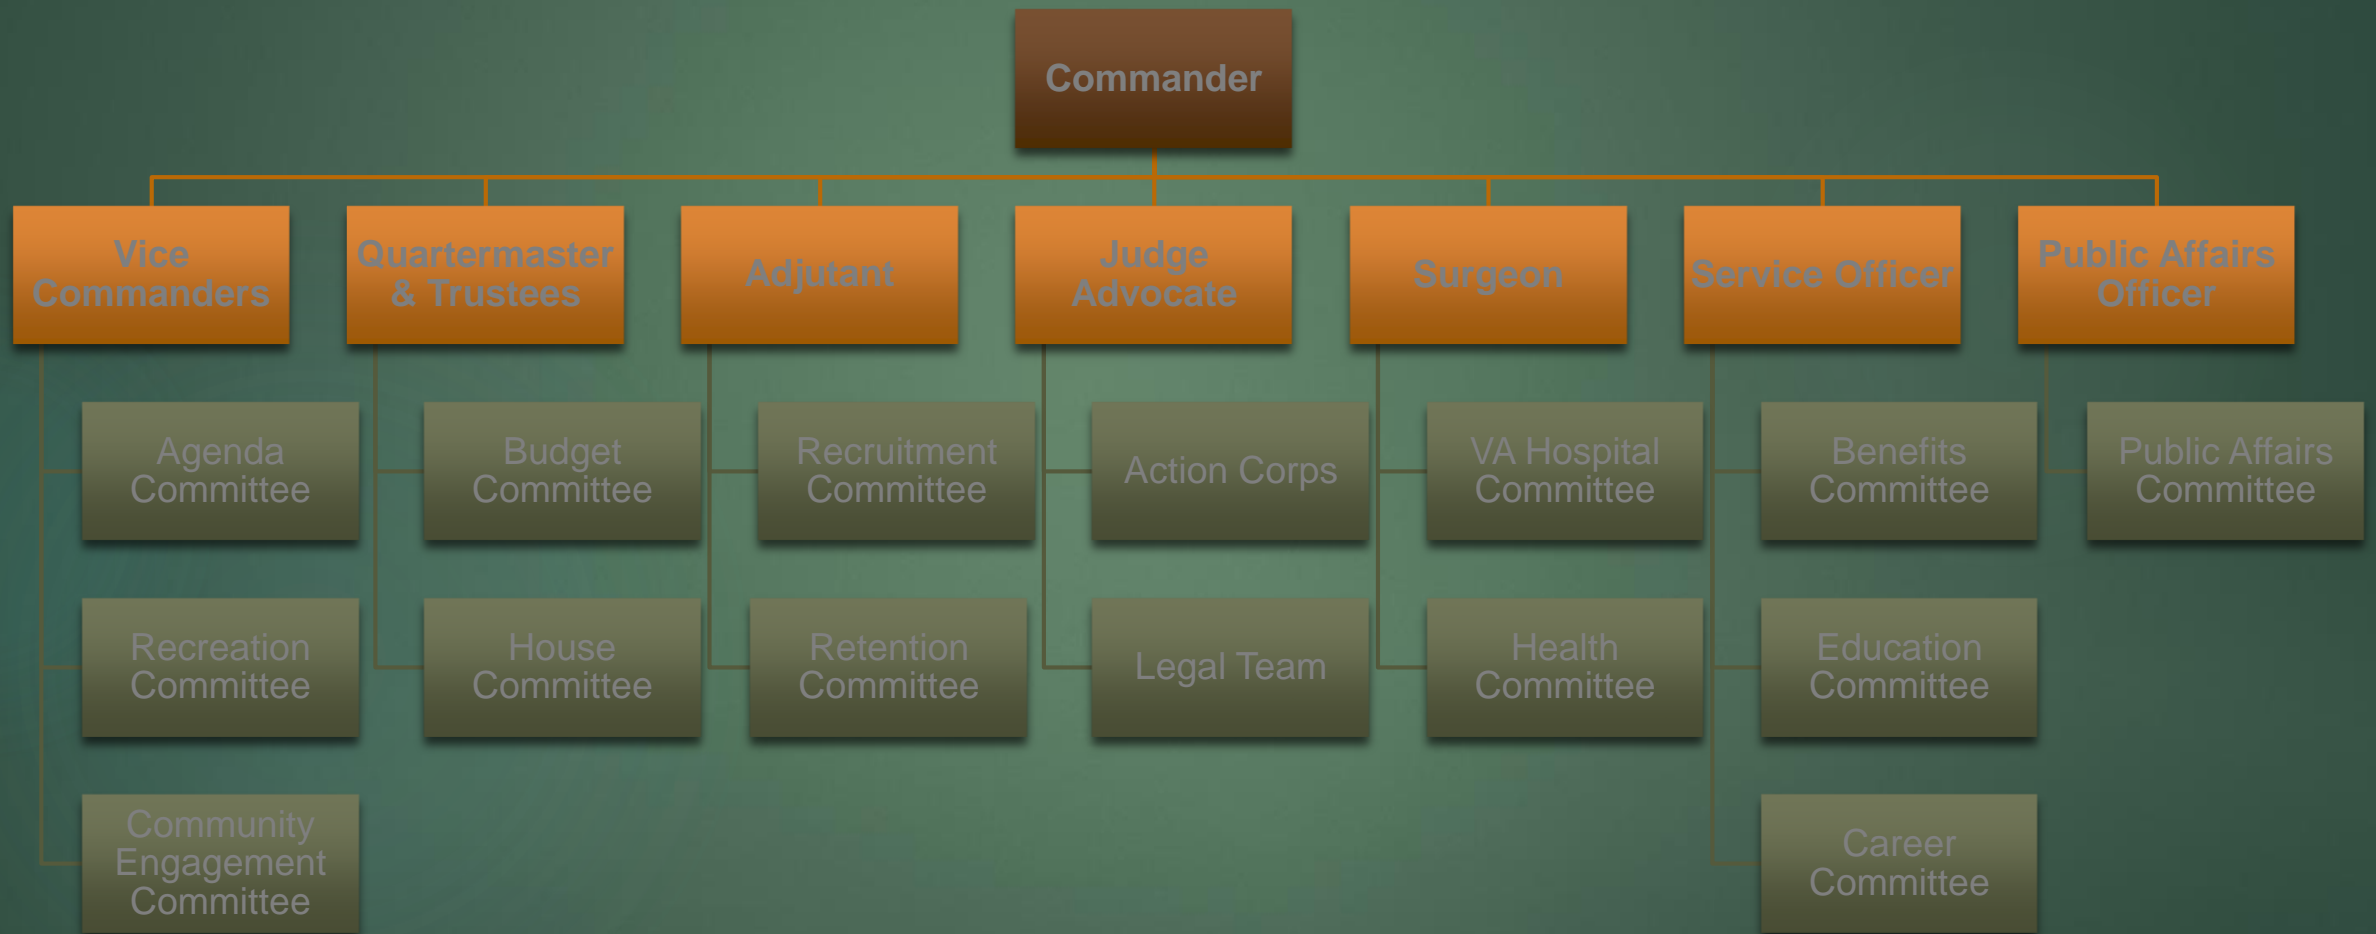 Commander
Vice
Commanders
Quartermaster
& Trustees
Adjutant
Judge
Advocate
Surgeon
Service Officer
Public Affairs
Officer
Agenda
Committee
Budget
Committee
Recruitment
Committee
Action Corps
VA Hospital
Committee
Benefits
Committee
Public Affairs
Committee
Recreation
Committee
House
Committee
Retention
Committee
Legal Team
Health
Committee
Education
Committee
Community
Engagement
Committee
Career
Committee